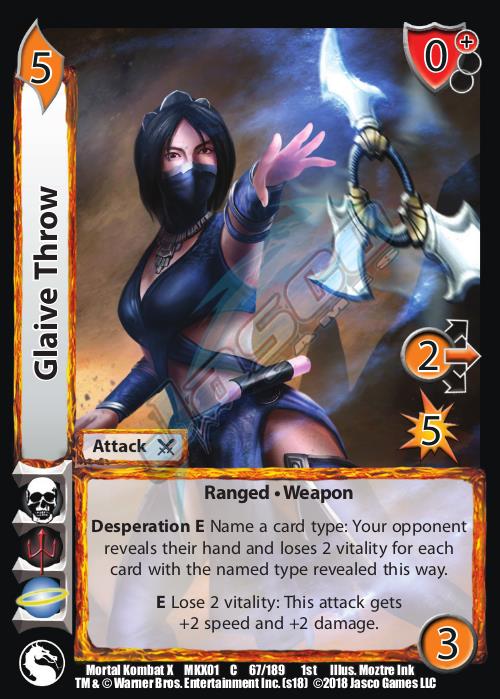 5
0
+
Glaive Throw
2
5
Attack
Ranged • Weapon
Desperation E Name a card type: Your opponent
reveals their hand and loses 2 vitality for each
card with the named type revealed this way.
E Lose 2 vitality: This attack gets
+2 speed and +2 damage.
3
Mortal Kombat X MKX01 C 67/189 1st Illus. Moztre Ink
TM & © Warner Bros. Entertainment Inc. (s18) ©2018 Jasco Games LLC
JASCO
GAMES